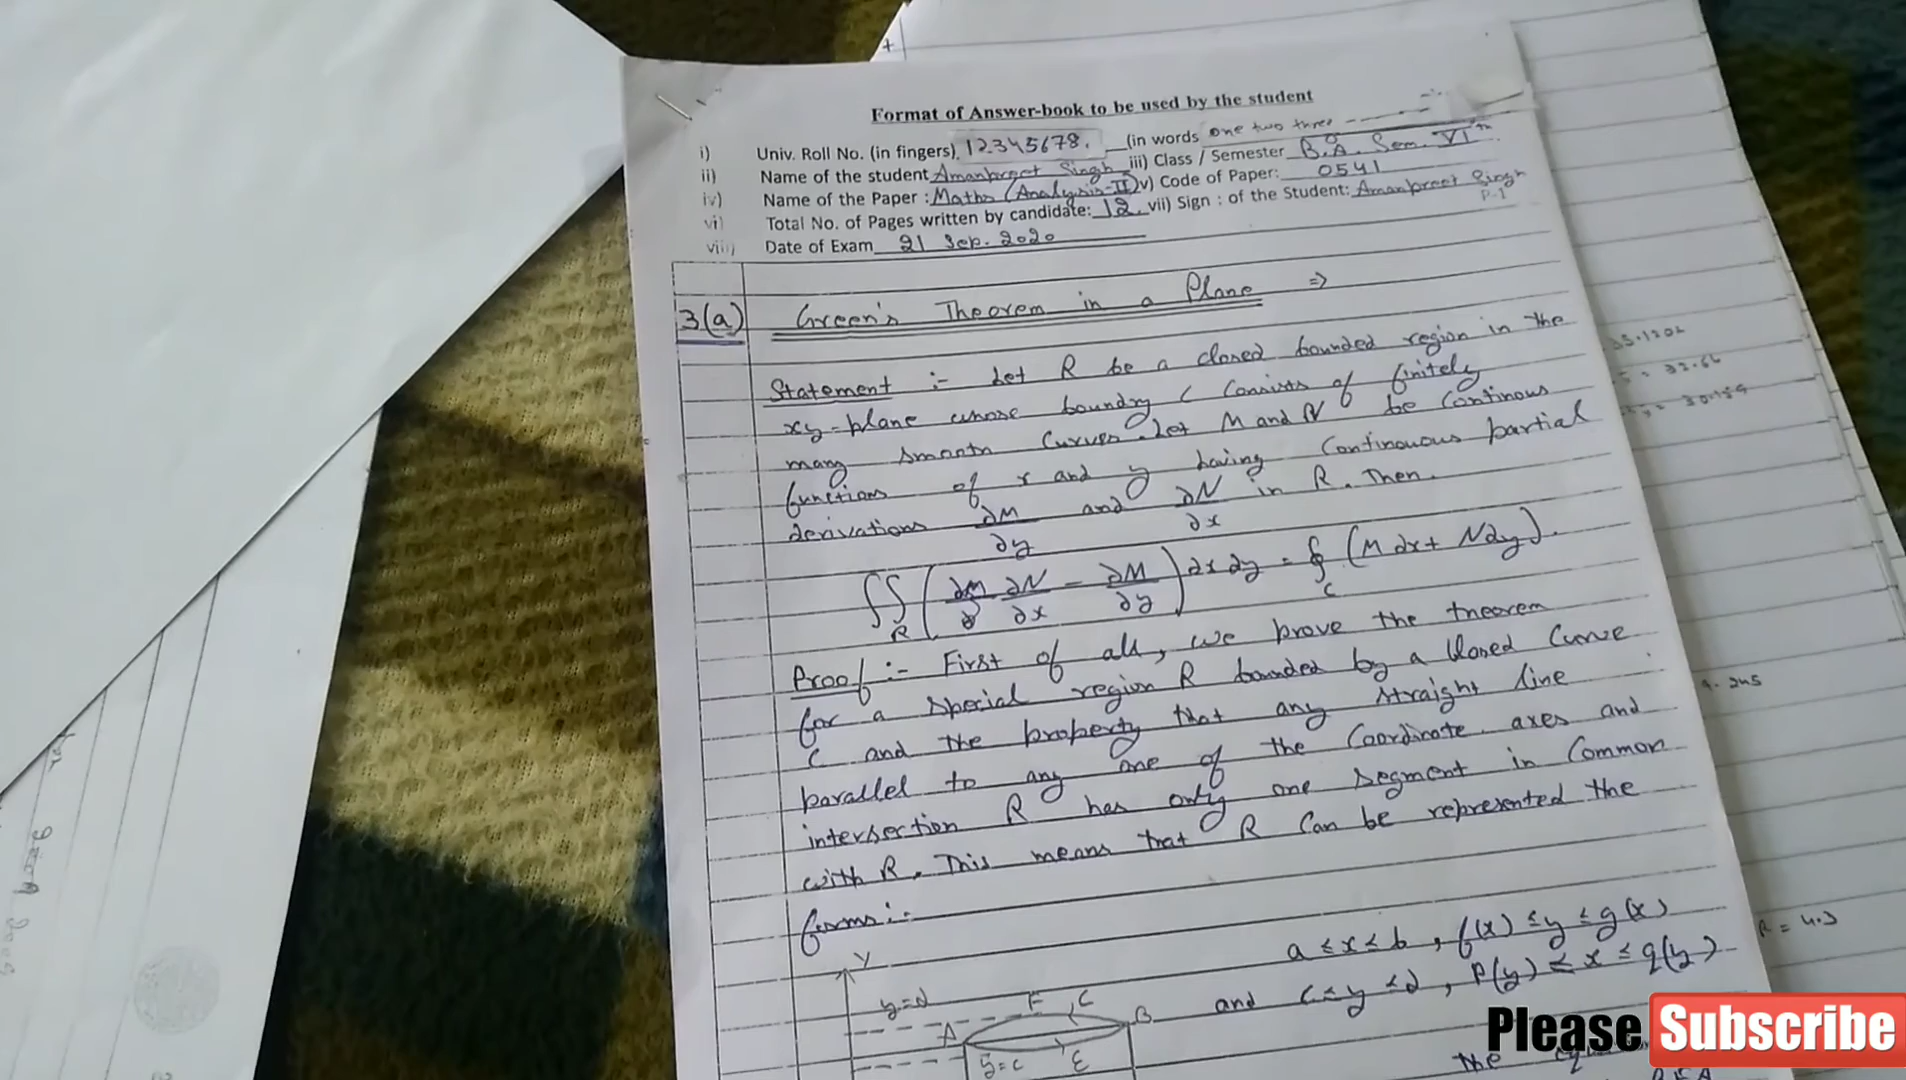 Format of Answer-book to be used by the student
i) Univ. Roll No. (in fingers) 12345678. (in words one two three
ii) Name of the student Amanpreet Singh iii) Class / Semester B.A. Sem. VIth
iv) Name of the Paper : Maths (Analysis-II) v) Code of Paper: 0541
vi) Total No. of Pages written by candidate: 12. vii) Sign : of the Student: Amanpreet Singh
P-1
viii) Date of Exam 21 Sep. 2020
3(a) Green's Theorem in a Plane ⇒
Statement :- Let R be a closed bounded region in the
xy-plane whose boundry C consists of finitely
many smooth curves. Let M and N be continous
functions of x and y having continouous partial
derivations ∂M/∂y and ∂N/∂x in R. Then.
∬R (∂N/∂x - ∂M/∂y) dx dy = ∮C (M dx + N dy).
Proof :- First of all, we prove the theorem
for a special region R bounded by a closed curve
C and the property that any straight line
parallel to any one of the coordinate axes and
intersection R has only one segment in common
with R. This means that R can be represented the
forms :-
a ≤ x ≤ b, f(x) ≤ y ≤ g(x)
and c ≤ y ≤ d, P(y) ≤ x ≤ q(y)
Y
y=d
F C
A B
y=c E
The
R = 4.3
Please Subscribe